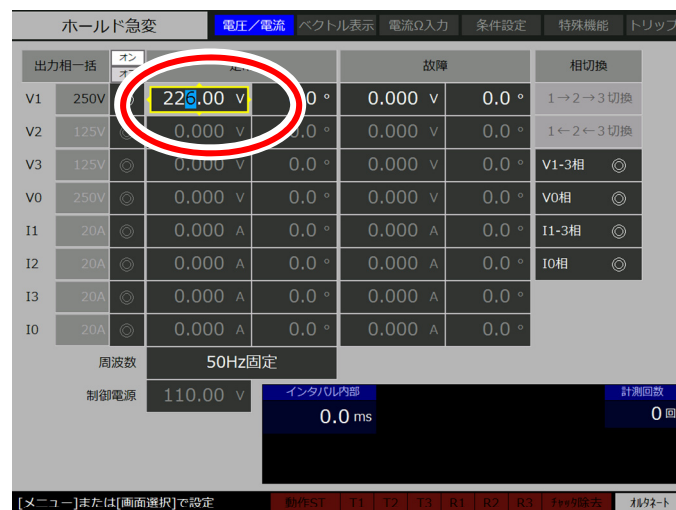 ホールド急変 電圧／電流 ベクトル表示 電流Ω入力 条件設定 特殊機能 トリップ
出力相一括 オン 故障 相切換
V1 250V 226.00 V 0° 0.000 V 0.0° 1→2→3切換
V2 125V ◎ 0.000 V 0.0° 0.000 V 0.0° 1←2←3切換
V3 125V ◎ 0.000 V 0.0° 0.000 V 0.0° V1-3相 ◎
V0 250V ◎ 0.000 V 0.0° 0.000 V 0.0° V0相 ◎
I1 20A ◎ 0.000 A 0.0° 0.000 A 0.0° I1-3相 ◎
I2 20A ◎ 0.000 A 0.0° 0.000 A 0.0° I0相 ◎
I3 20A ◎ 0.000 A 0.0° 0.000 A 0.0°
I0 20A ◎ 0.000 A 0.0° 0.000 A 0.0°
周波数 50Hz固定
制御電源 110.00 V インタバル内部 計測回数
0.0 ms 0回
[メニュー]または[画面選択]で設定 動作ST T1 T2 T3 R1 R2 R3 ﾁｬｯﾀ除去 ｵﾙﾀﾈｰﾄ